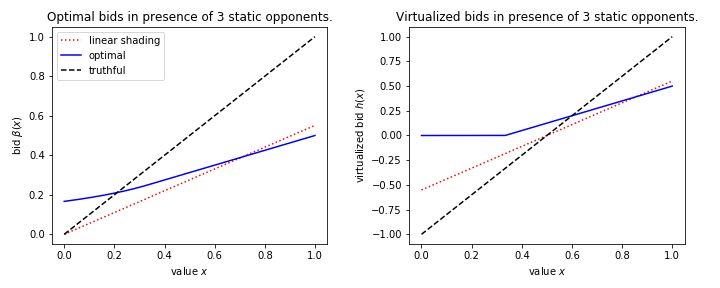 Optimal bids in presence of 3 static opponents.
1.0
0.8
0.6
0.4
0.2
0.0
bid β(x)
linear shading
optimal
truthful
0.0 0.2 0.4 0.6 0.8 1.0
value x
Virtualized bids in presence of 3 static opponents.
1.00
0.75
0.50
0.25
0.00
−0.25
−0.50
−0.75
−1.00
virtualized bid h(x)
0.0 0.2 0.4 0.6 0.8 1.0
value x